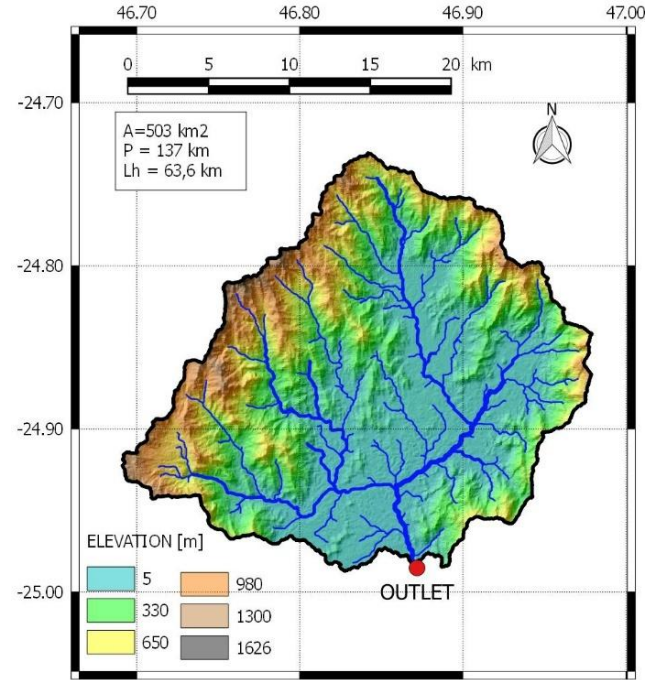 46.70 46.80 46.90 47.00
0 5 10 15 20 km
-24.70
A=503 km2
P = 137 km
Lh = 63,6 km
N
-24.80
-24.90
ELEVATION [m]
5 980
330 1300
650 1626
OUTLET
-25.00